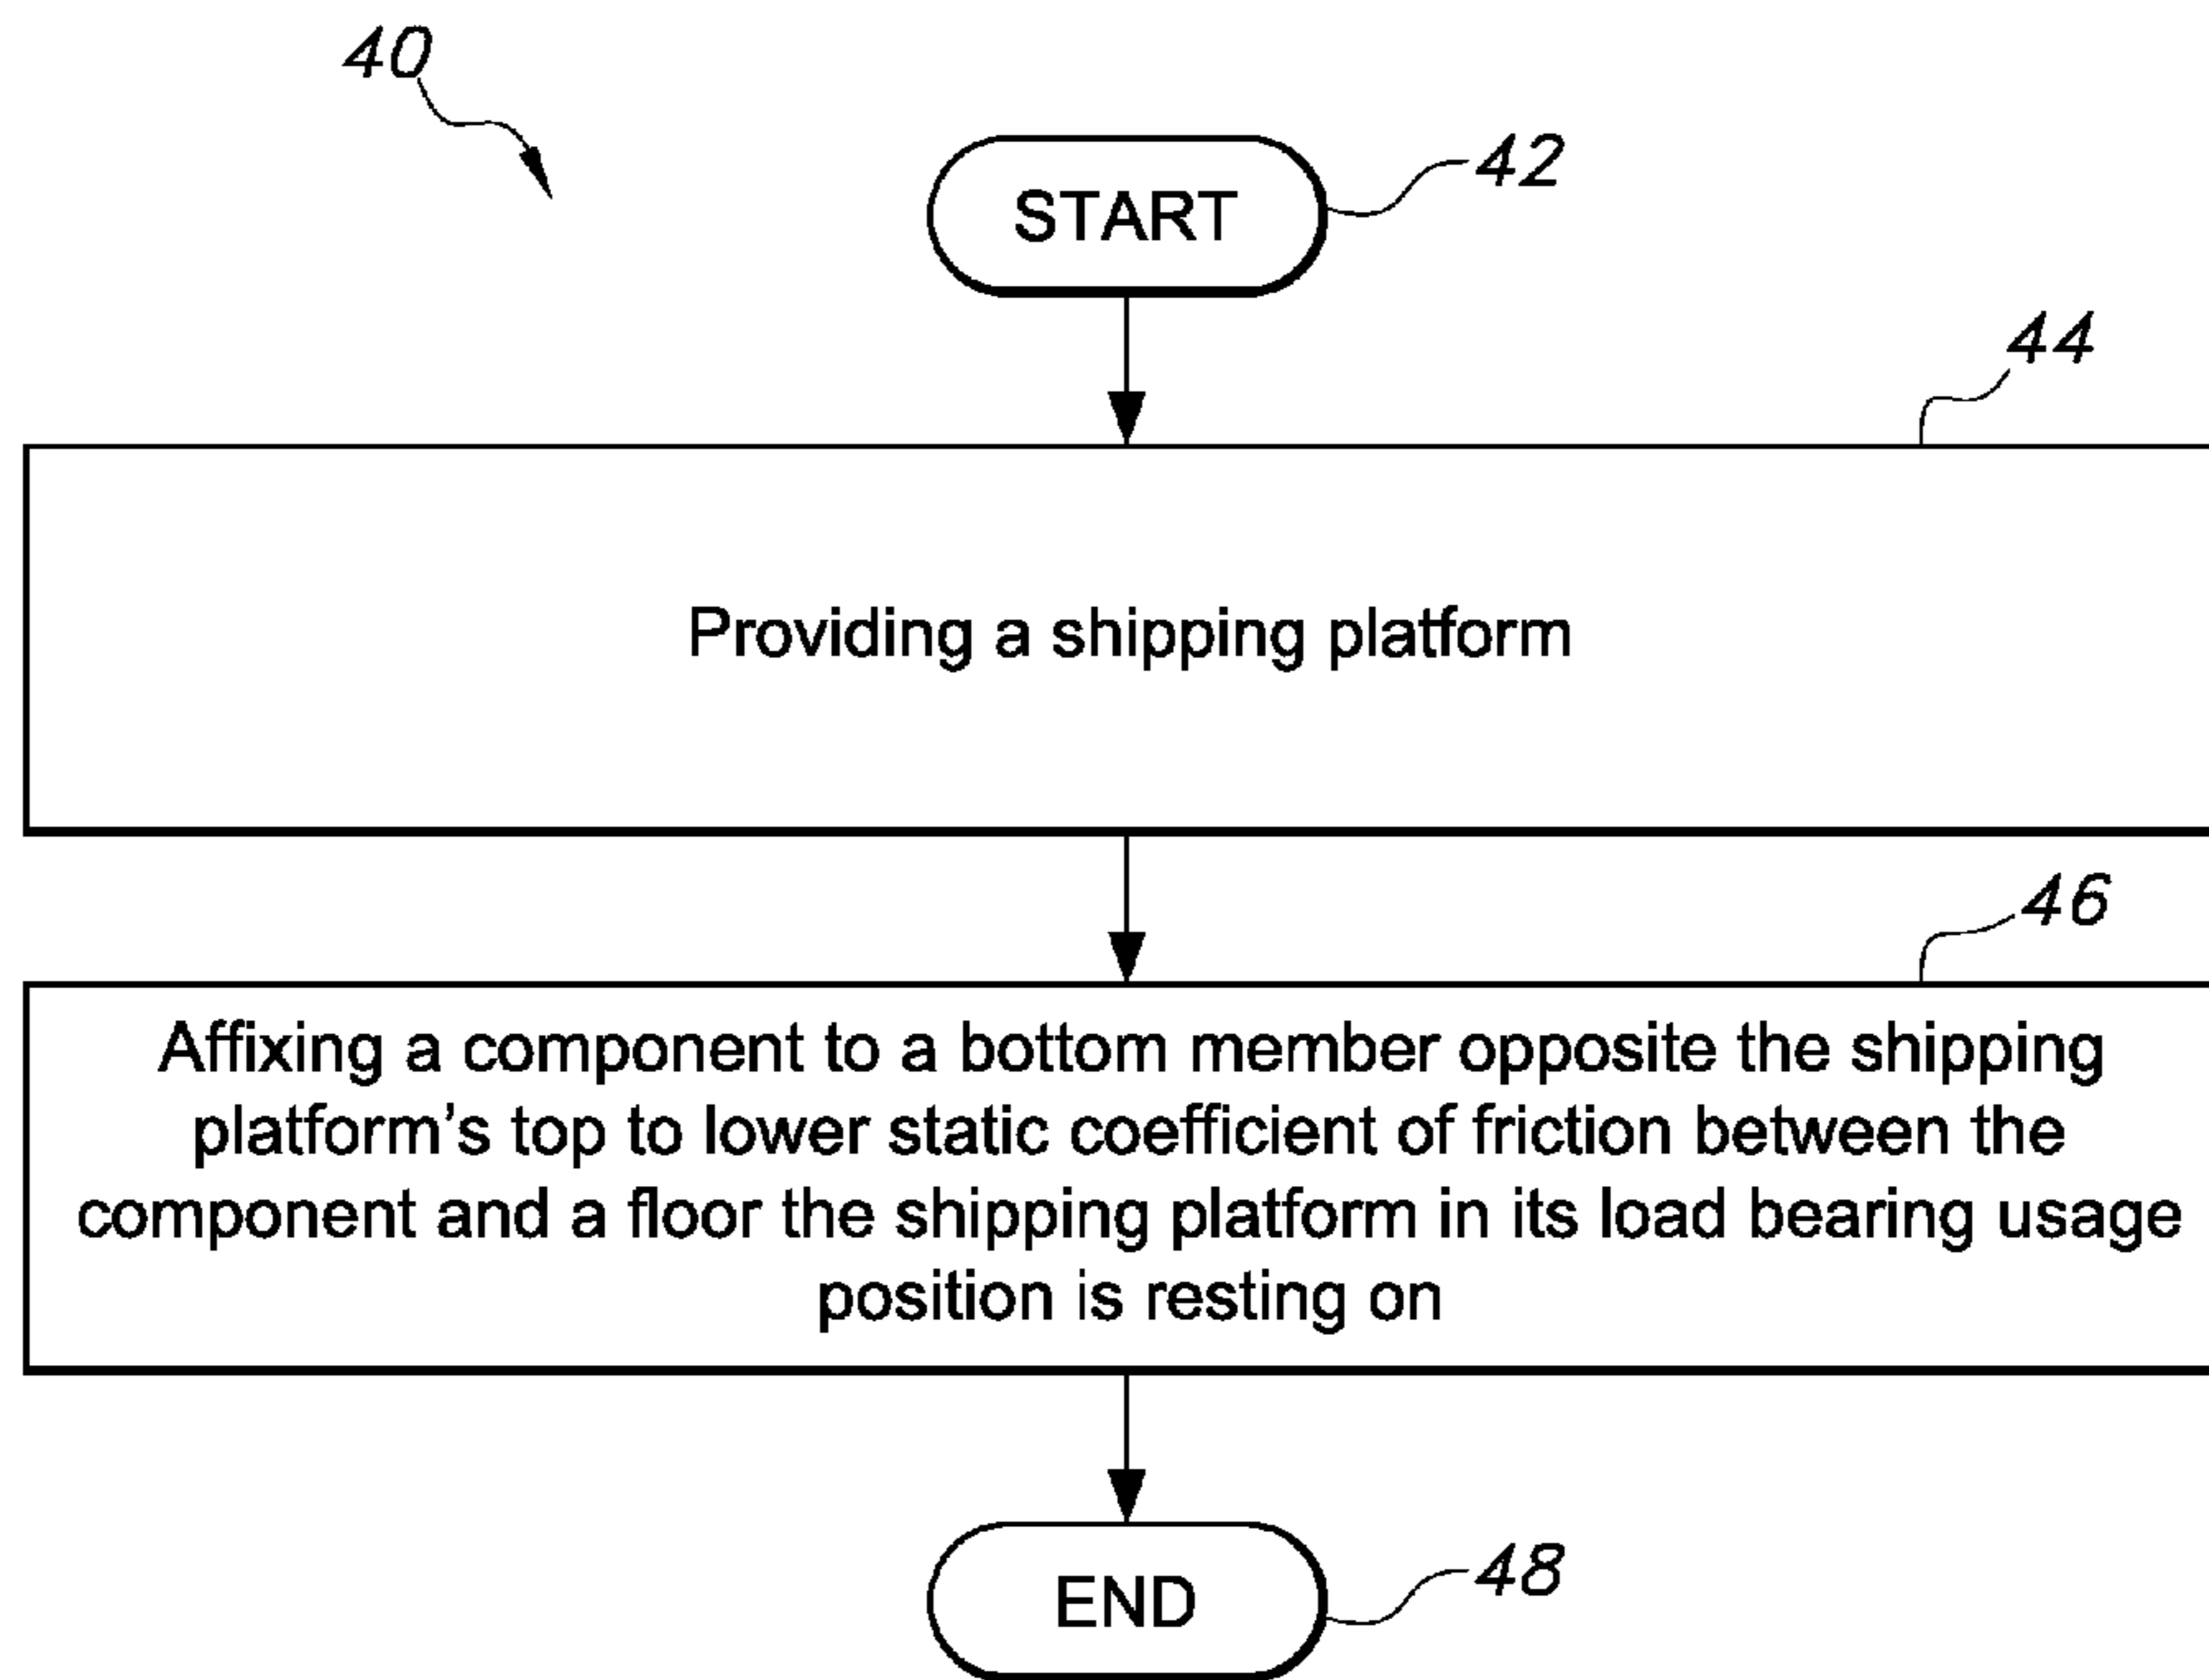 40
START
42
44
Providing a shipping platform
46
Affixing a component to a bottom member opposite the shipping
platform's top to lower static coefficient of friction between the
component and a floor the shipping platform in its load bearing usage
position is resting on
END
48